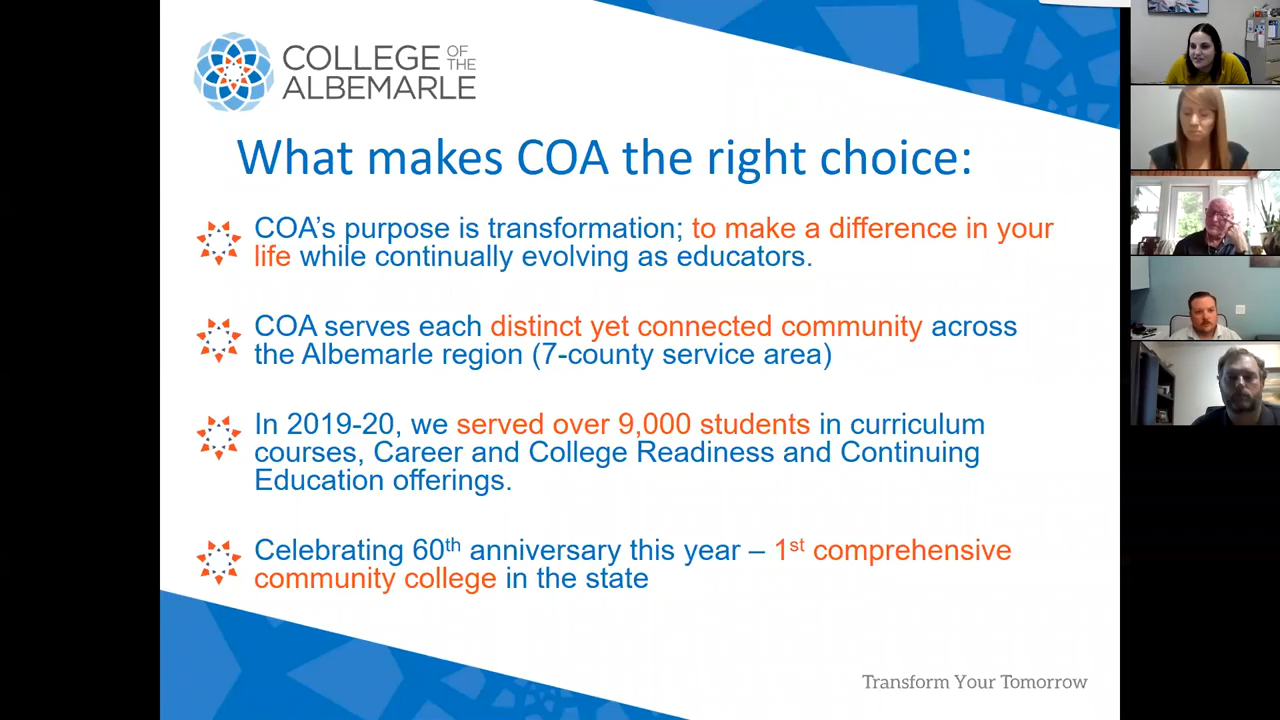 COLLEGE OF THE
ALBEMARLE
What makes COA the right choice:
COA’s purpose is transformation; to make a difference in your
life while continually evolving as educators.
COA serves each distinct yet connected community across
the Albemarle region (7-county service area)
In 2019-20, we served over 9,000 students in curriculum
courses, Career and College Readiness and Continuing
Education offerings.
Celebrating 60th anniversary this year – 1st comprehensive
community college in the state
Transform Your Tomorrow